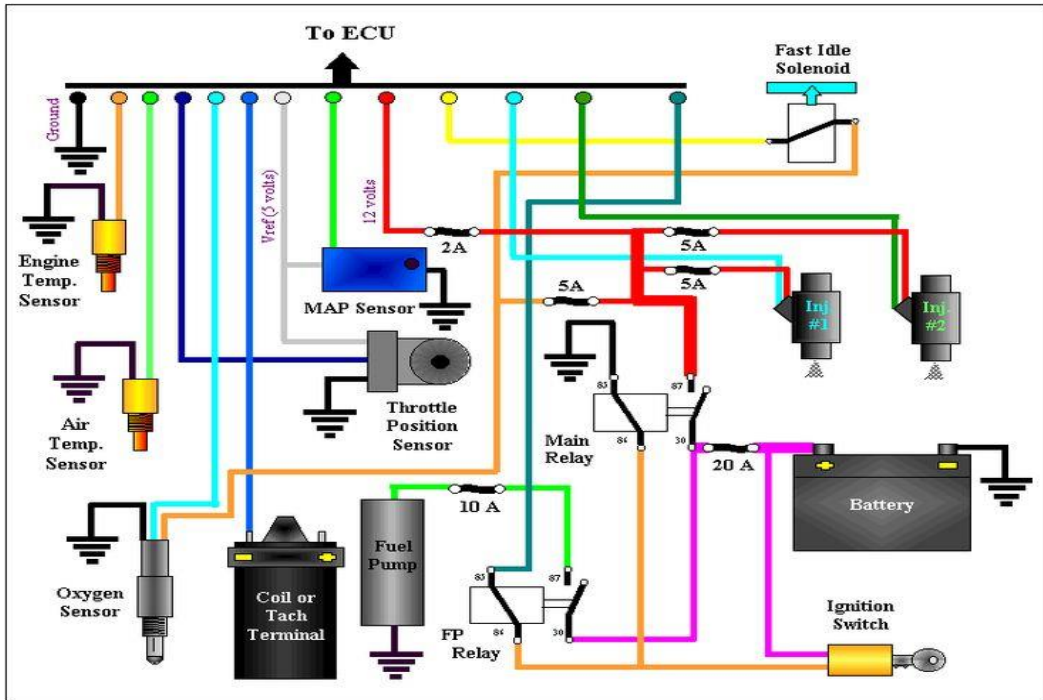 To ECU
Fast Idle
Solenoid
Ground
Vref (5 volts)
12 volts
2A
5A
5A
5A
Engine
Temp.
Sensor
MAP Sensor
Inj
#1
Inj.
#2
Air
Temp.
Sensor
Throttle
Position
Sensor
85
87
86
30
Main
Relay
20 A
Battery
10 A
Fuel
Pump
Oxygen
Sensor
Coil or
Tach
Terminal
85
87
86
30
FP
Relay
Ignition
Switch